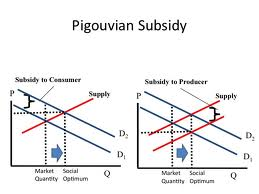 Pigouvian Subsidy
Subsidy to Consumer
P
Supply
D2
D1
Market Quantity
Social Optimum
Q
Subsidy to Producer
P
Supply
D2
D1
Market Quantity
Social Optimum
Q